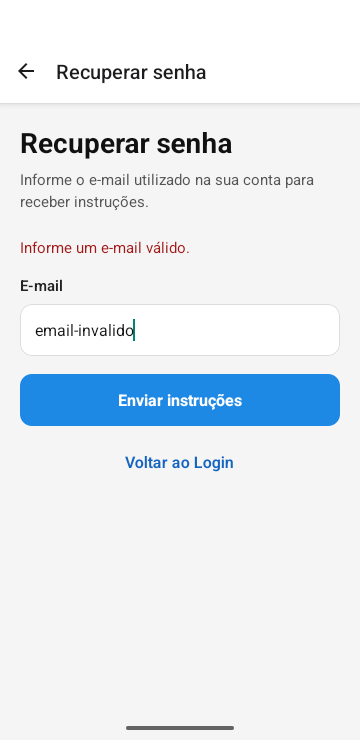 Recuperar senha
Recuperar senha
Informe o e-mail utilizado na sua conta para
receber instruções.
Informe um e-mail válido.
E-mail
email-invalido
Enviar instruções
Voltar ao Login